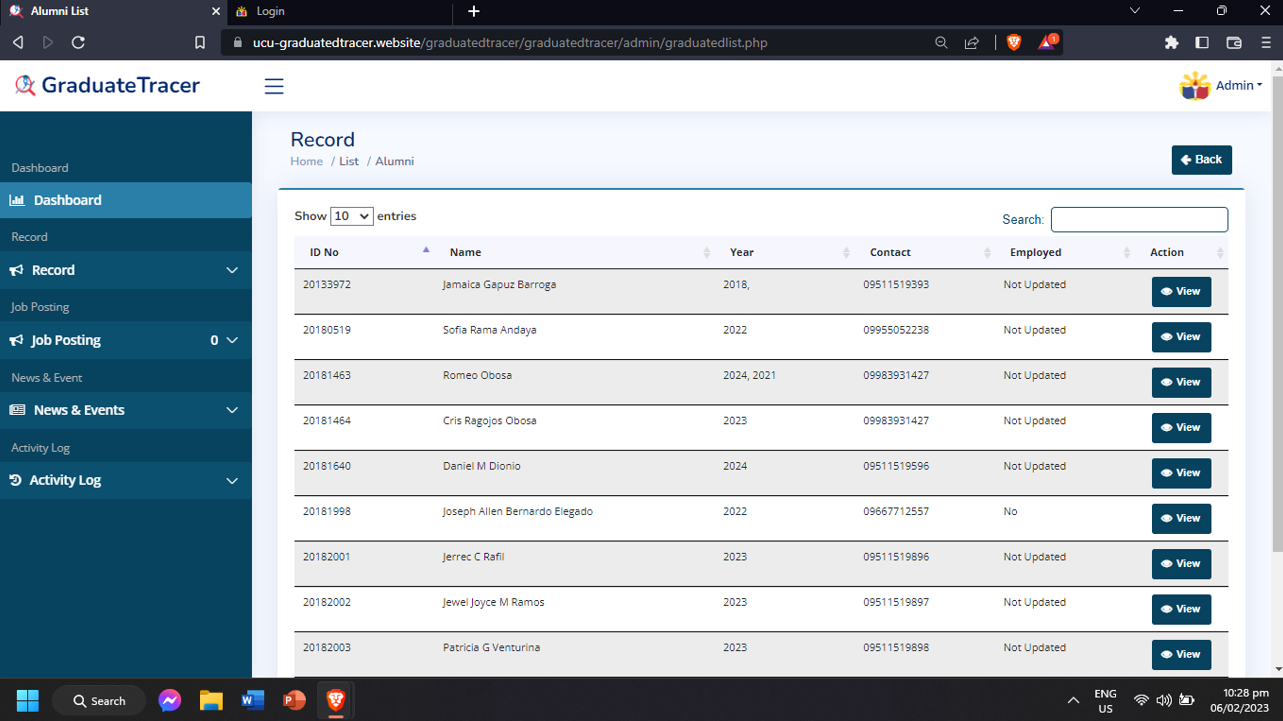 Alumni List
Login
ucu-graduatedtracer.website/graduatedtracer/graduatedtracer/admin/graduatedlist.php
1
GraduateTracer
Admin
Dashboard
Dashboard
Record
Record
Job Posting
Job Posting 0
News & Event
News & Events
Activity Log
Activity Log
Record
Home / List / Alumni
Back
Show 10 entries
Search:
ID No Name Year Contact Employed Action
20133972 Jamaica Gapuz Barroga 2018, 09511519393 Not Updated View
20180519 Sofia Rama Andaya 2022 09955052238 Not Updated View
20181463 Romeo Obosa 2024, 2021 09983931427 Not Updated View
20181464 Cris Ragojos Obosa 2023 09983931427 Not Updated View
20181640 Daniel M Dionio 2024 09511519596 Not Updated View
20181998 Joseph Allen Bernardo Elegado 2022 09667712557 No View
20182001 Jerrec C Rafil 2023 09511519896 Not Updated View
20182002 Jewel Joyce M Ramos 2023 09511519897 Not Updated View
20182003 Patricia G Venturina 2023 09511519898 Not Updated View
Search
W
P
ENG
US
10:28 pm
06/02/2023